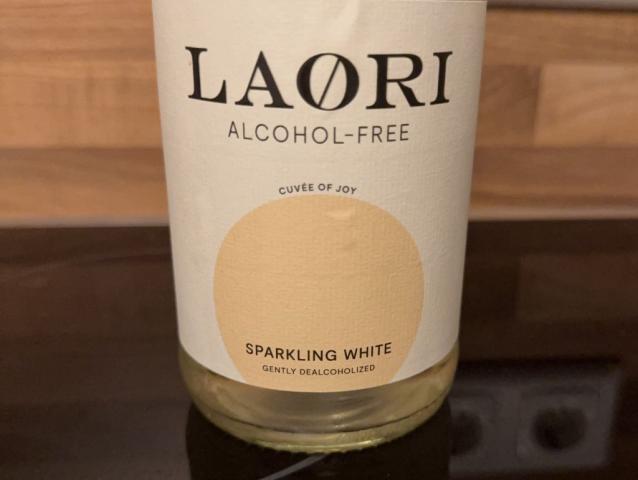 LAØRI
ALCOHOL-FREE
CUVÉE OF JOY
SPARKLING WHITE
GENTLY DEALCOHOLIZED